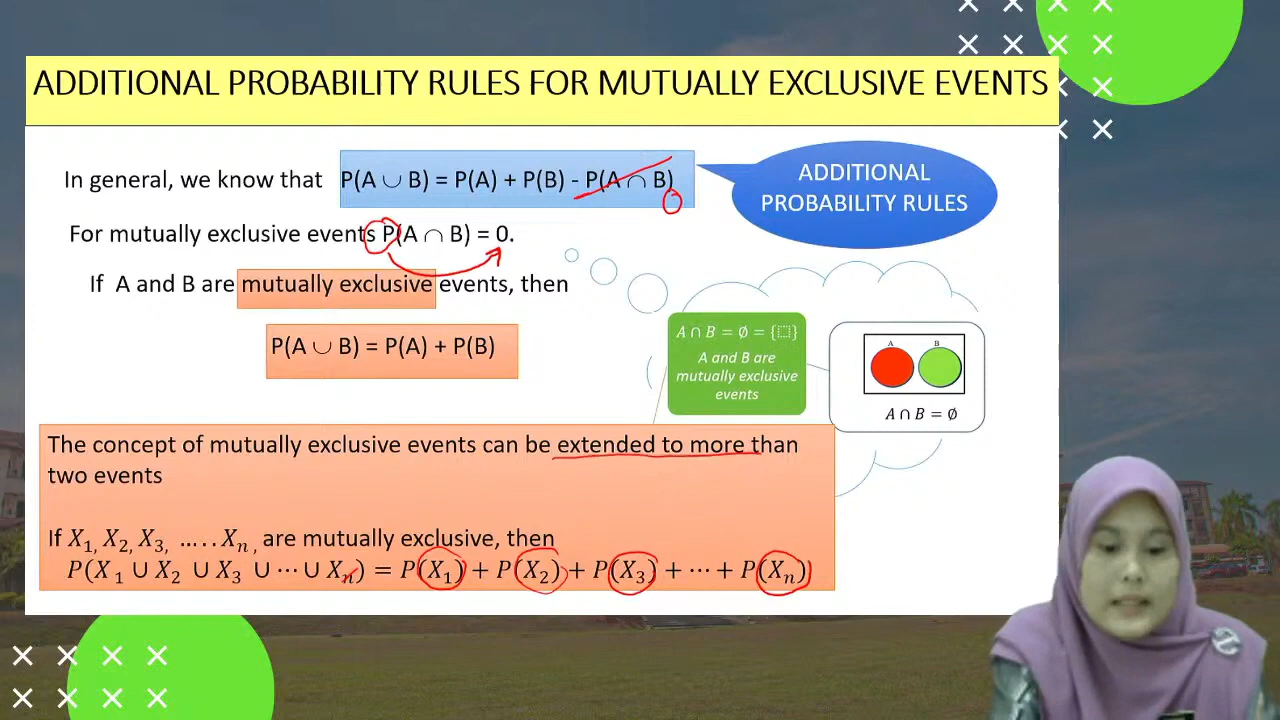 ADDITIONAL PROBABILITY RULES FOR MUTUALLY EXCLUSIVE EVENTS
In general, we know that P(A ∪ B) = P(A) + P(B) - P(A ∩ B)
0
ADDITIONAL
PROBABILITY RULES
For mutually exclusive events P(A ∩ B) = 0.
If A and B are mutually exclusive events, then
P(A ∪ B) = P(A) + P(B)
A ∩ B = ∅ = {⬚}
A and B are
mutually exclusive
events
A B
A ∩ B = ∅
The concept of mutually exclusive events can be extended to more than
two events
If X₁, X₂, X₃, ….. Xₙ, are mutually exclusive, then
P(X₁ ∪ X₂ ∪ X₃ ∪ ⋯ ∪ Xₙ) = P(X₁) + P(X₂) + P(X₃) + ⋯ + P(Xₙ)